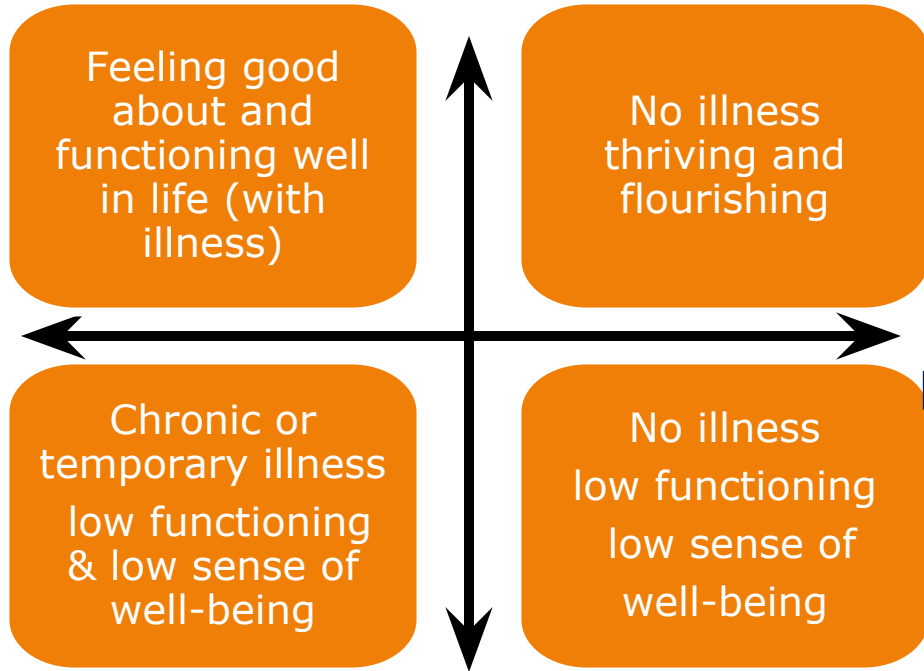 Feeling good
about and
functioning well
in life (with
illness)
No illness
thriving and
flourishing
Chronic or
temporary illness
low functioning
& low sense of
well-being
No illness
low functioning
low sense of
well-being